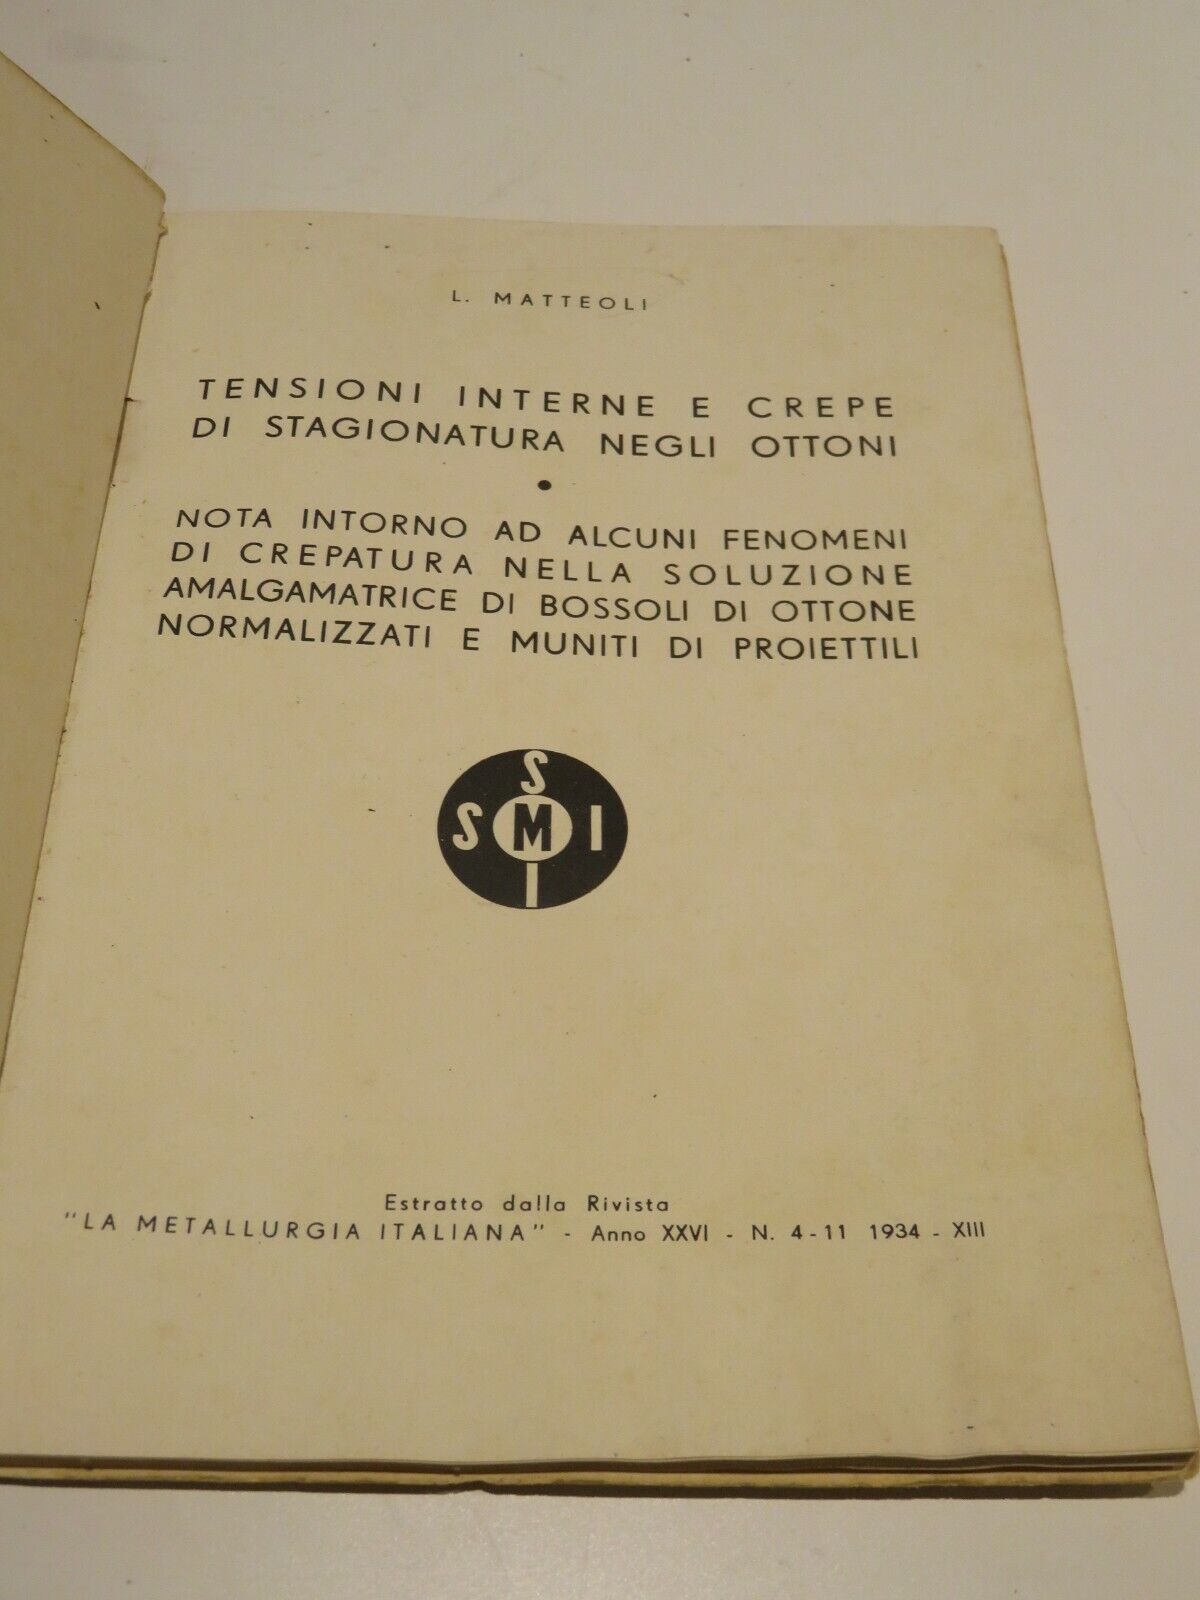 L. MATTEOLI
TENSIONI INTERNE E CREPE
DI STAGIONATURA NEGLI OTTONI
•
NOTA INTORNO AD ALCUNI FENOMENI
DI CREPATURA NELLA SOLUZIONE
AMALGAMATRICE DI BOSSOLI DI OTTONE
NORMALIZZATI E MUNITI DI PROIETTILI
S
S M I
I
Estratto dalla Rivista
"LA METALLURGIA ITALIANA" - Anno XXVI - N. 4-11 1934 - XIII